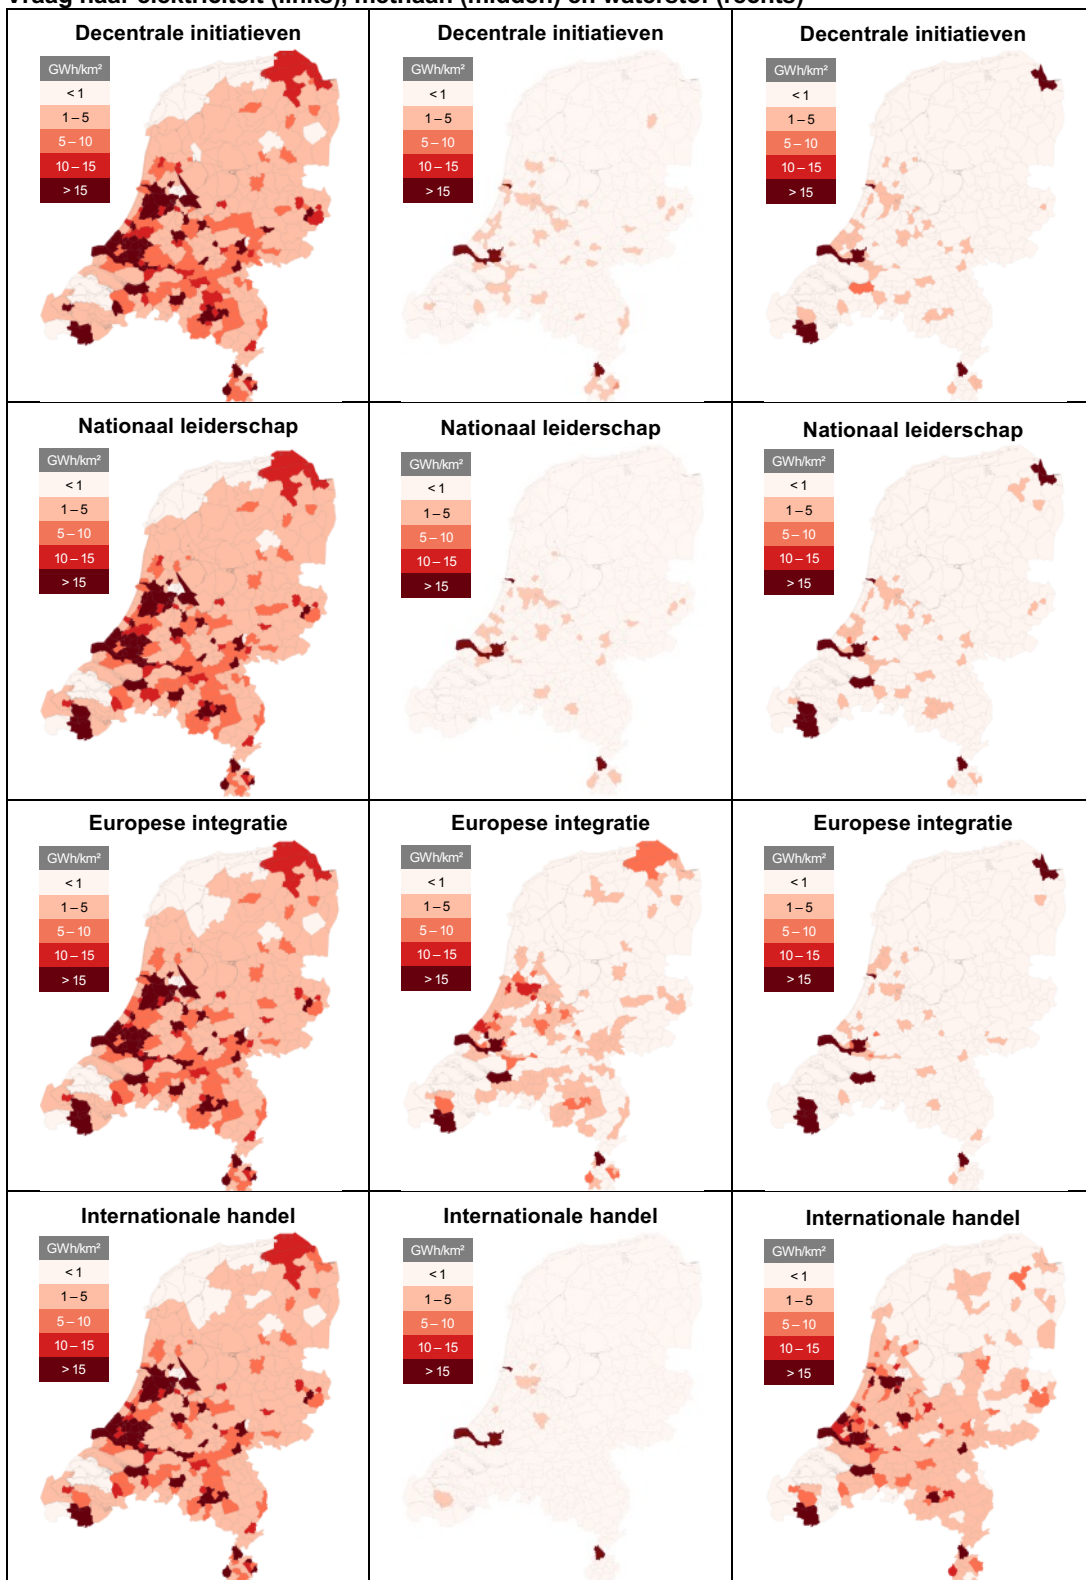 Vraag naar elektriciteit (links), methaan (midden) en waterstof (rechts)
Decentrale initiatieven
GWh/km²
< 1
1 – 5
5 – 10
10 – 15
> 15
Decentrale initiatieven
GWh/km²
< 1
1 – 5
5 – 10
10 – 15
> 15
Decentrale initiatieven
GWh/km²
< 1
1 – 5
5 – 10
10 – 15
> 15
Nationaal leiderschap
GWh/km²
< 1
1 – 5
5 – 10
10 – 15
> 15
Nationaal leiderschap
GWh/km²
< 1
1 – 5
5 – 10
10 – 15
> 15
Nationaal leiderschap
GWh/km²
< 1
1 – 5
5 – 10
10 – 15
> 15
Europese integratie
GWh/km²
< 1
1 – 5
5 – 10
10 – 15
> 15
Europese integratie
GWh/km²
< 1
1 – 5
5 – 10
10 – 15
> 15
Europese integratie
GWh/km²
< 1
1 – 5
5 – 10
10 – 15
> 15
Internationale handel
GWh/km²
< 1
1 – 5
5 – 10
10 – 15
> 15
Internationale handel
GWh/km²
< 1
1 – 5
5 – 10
10 – 15
> 15
Internationale handel
GWh/km²
< 1
1 – 5
5 – 10
10 – 15
> 15